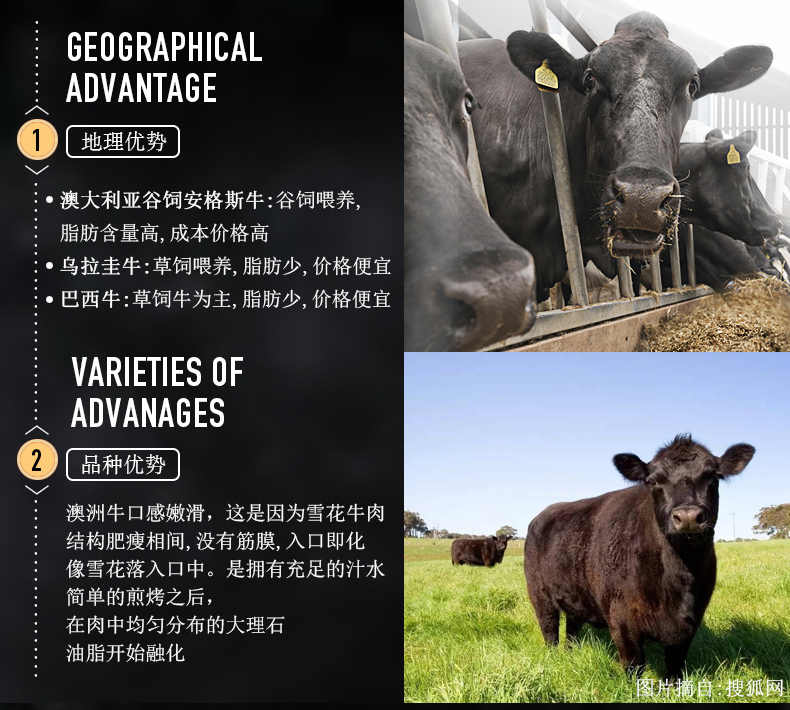 GEOGRAPHICAL
ADVANTAGE
1
地理优势
• 澳大利亚谷饲安格斯牛:谷饲喂养,
脂肪含量高,成本价格高
• 乌拉圭牛:草饲喂养,脂肪少,价格便宜
• 巴西牛:草饲牛为主,脂肪少,价格便宜
VARIETIES OF
ADVANAGES
2
品种优势
澳洲牛口感嫩滑，这是因为雪花牛肉
结构肥瘦相间,没有筋膜,入口即化
像雪花落入口中。是拥有充足的汁水
简单的煎烤之后，
在肉中均匀分布的大理石
油脂开始融化
图片摘自:搜狐网